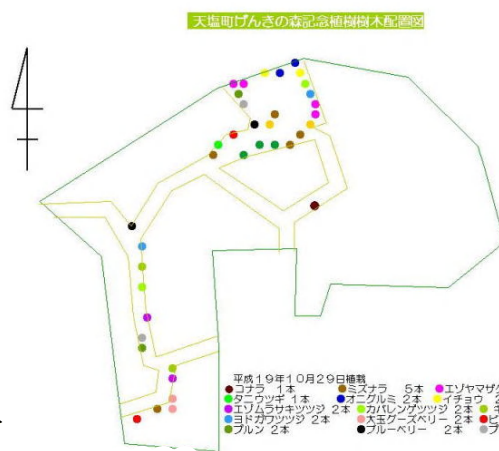 天塩町げんきの森記念植樹樹木配置図
平成19年10月29日植栽
コナラ 1本 ミズナラ 5本 エゾヤマザク
タニウツギ 1本 オニグルミ 2本 イチョウ 2
エゾムラサキツツジ 2本 カバレンゲツツジ 2本 キ
ヨドカワツツジ 2本 大玉グーズベリー 2本 ピ
プルン 2本 ブルーベリー 2本 プ